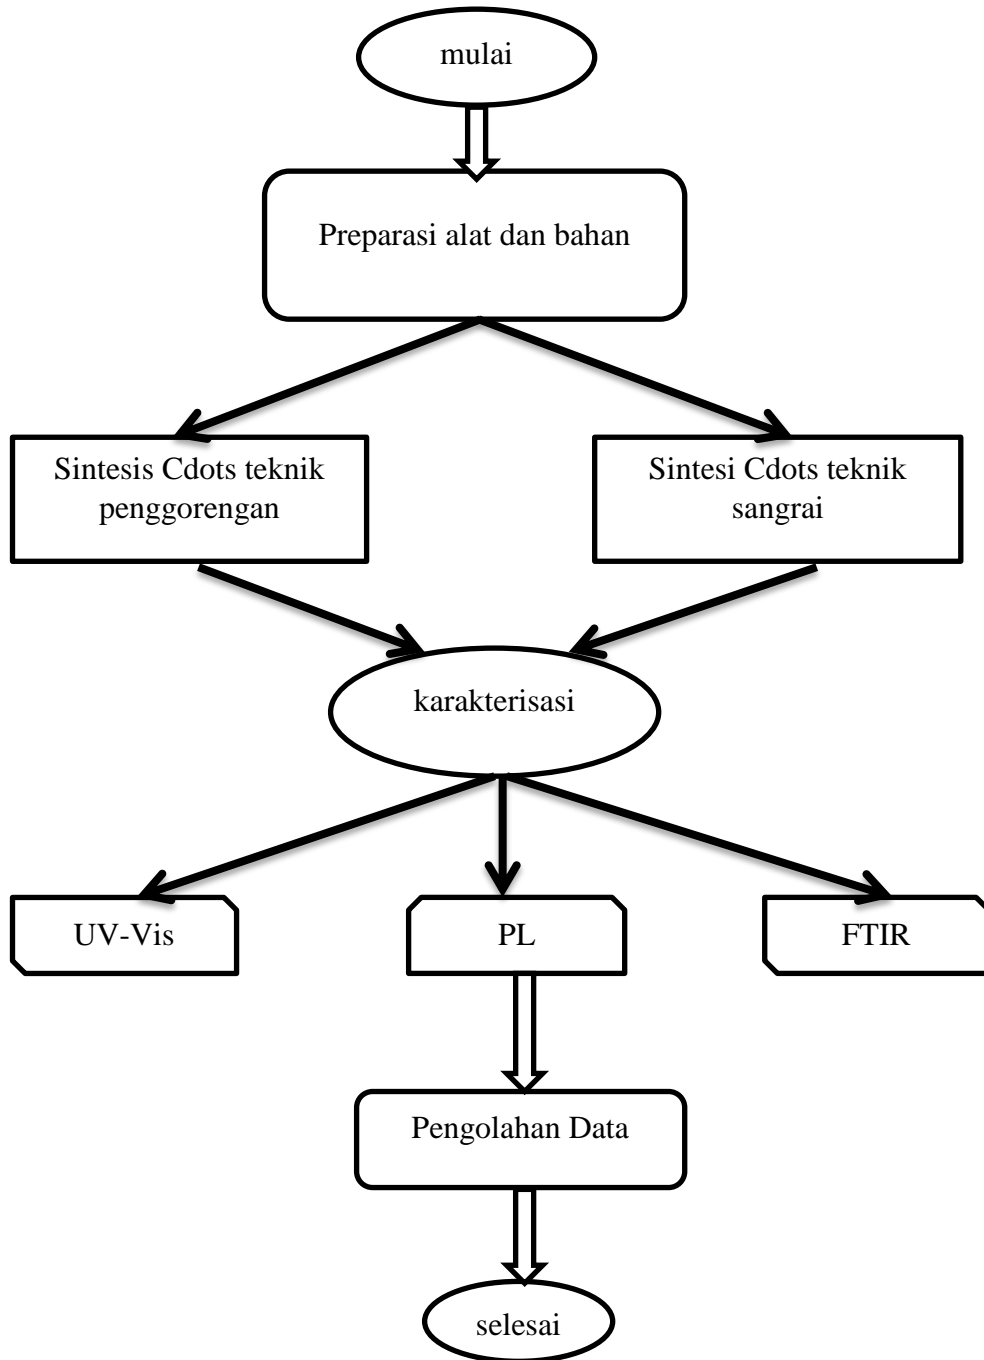 mulai
Preparasi alat dan bahan
Sintesis Cdots teknik
penggorengan
Sintesi Cdots teknik
sangrai
karakterisasi
UV-Vis
PL
FTIR
Pengolahan Data
selesai